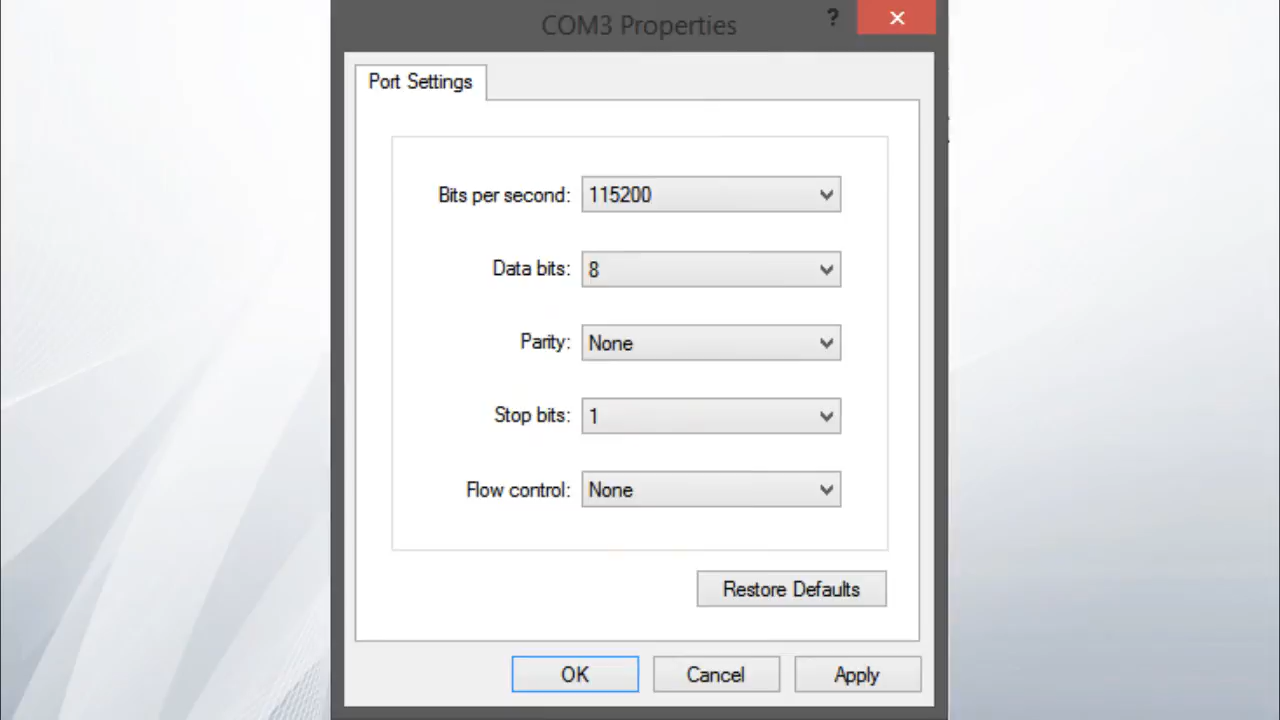 COM3 Properties ?
Port Settings
Bits per second: 115200
Data bits: 8
Parity: None
Stop bits: 1
Flow control: None
Restore Defaults
OK Cancel Apply